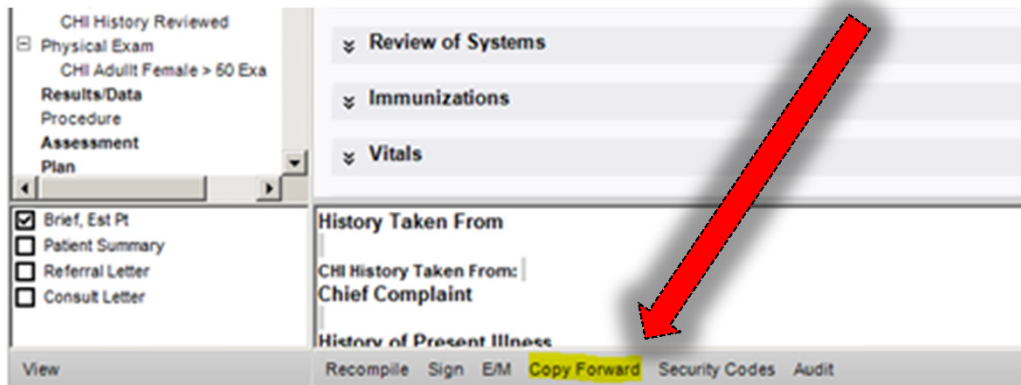 CHI History Reviewed
Physical Exam
CHI Adullt Female > 50 Exa
Results/Data
Procedure
Assessment
Plan
Review of Systems
Immunizations
Vitals
Brief, Est Pt
Patient Summary
Referral Letter
Consult Letter
History Taken From
CHI History Taken From:
Chief Complaint
History of Present Illness
View
Recompile Sign E/M Copy Forward Security Codes Audit